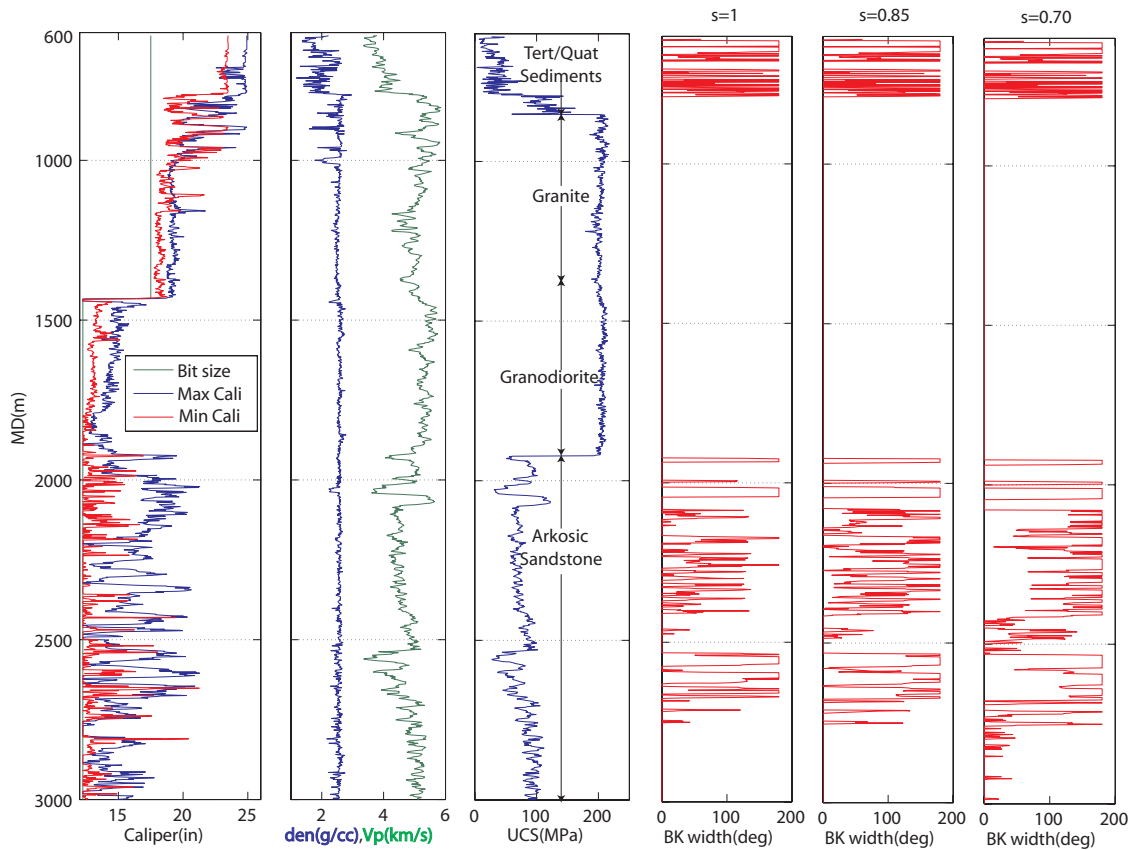 s=1
s=0.85
s=0.70
600
1000
1500
2000
2500
3000
MD(m)
Bit size
Max Cali
Min Cali
15
20
25
Caliper(in)
2
4
6
den(g/cc),Vp(km/s)
Tert/Quat
Sediments
Granite
Granodiorite
Arkosic
Sandstone
0
100
200
UCS(MPa)
0
100
200
BK width(deg)
0
100
200
BK width(deg)
0
100
200
BK width(deg)